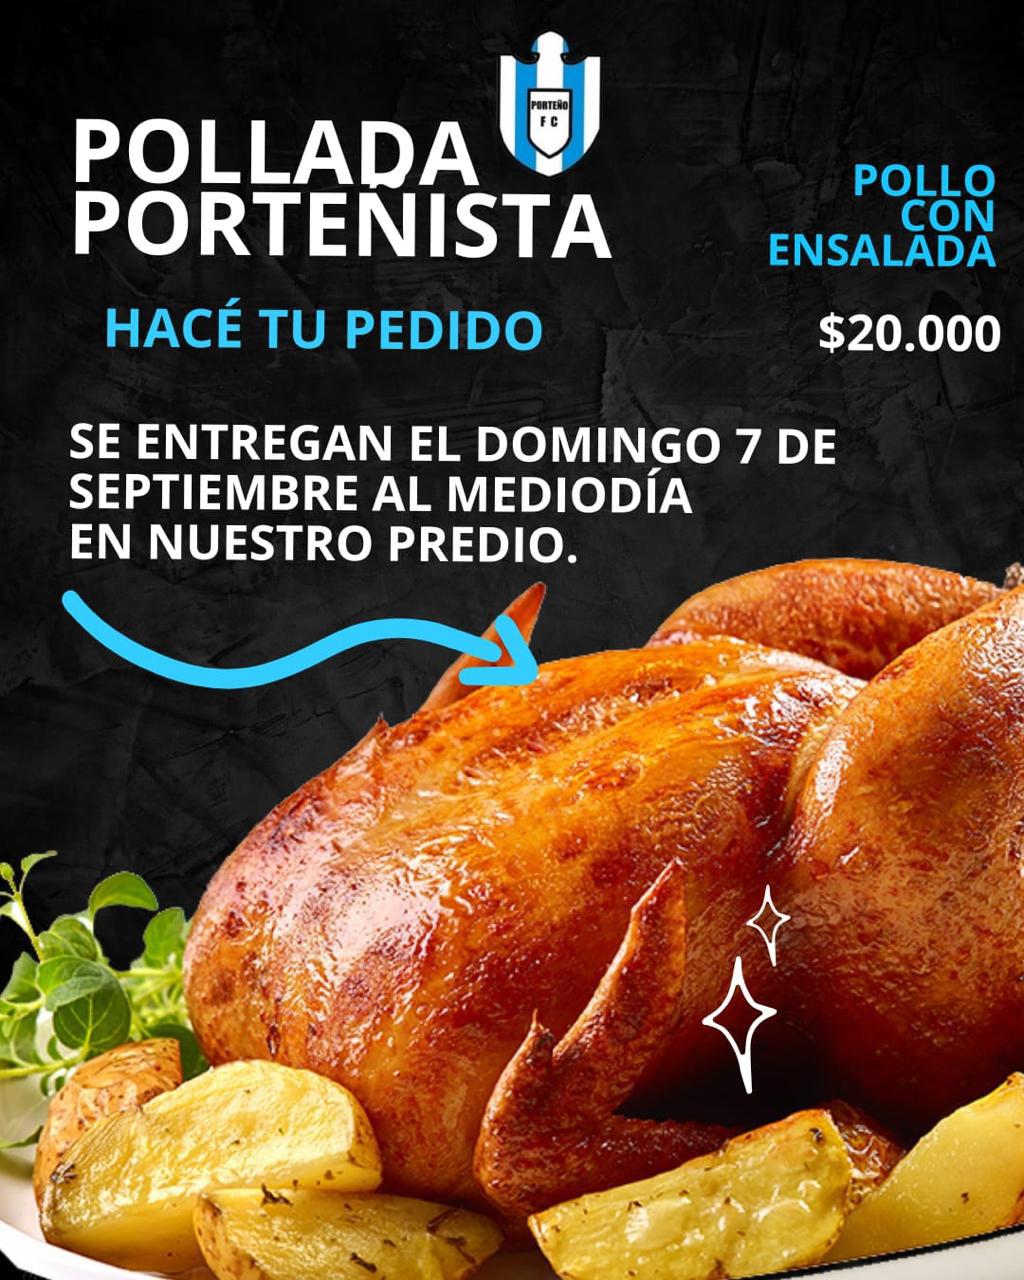 PORTEÑO
F C
POLLADA
PORTEÑISTA
POLLO
CON
ENSALADA
HACÉ TU PEDIDO
$20.000
SE ENTREGAN EL DOMINGO 7 DE
SEPTIEMBRE AL MEDIODÍA
EN NUESTRO PREDIO.